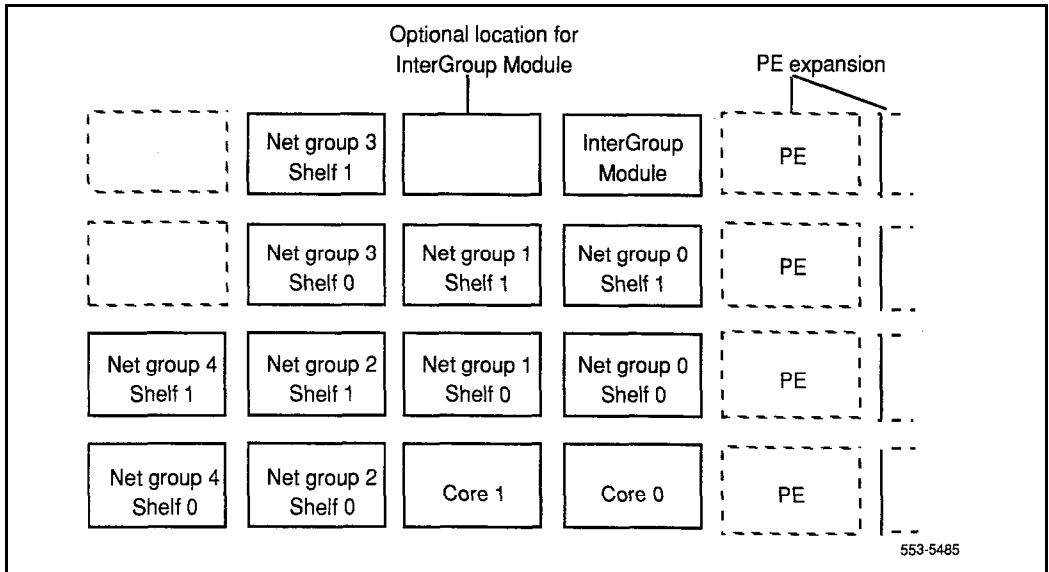 Optional location for
InterGroup Module
PE expansion
Net group 3
Shelf 1
InterGroup
Module
PE
Net group 3
Shelf 0
Net group 1
Shelf 1
Net group 0
Shelf 1
PE
Net group 4
Shelf 1
Net group 2
Shelf 1
Net group 1
Shelf 0
Net group 0
Shelf 0
PE
Net group 4
Shelf 0
Net group 2
Shelf 0
Core 1
Core 0
PE
553-5485